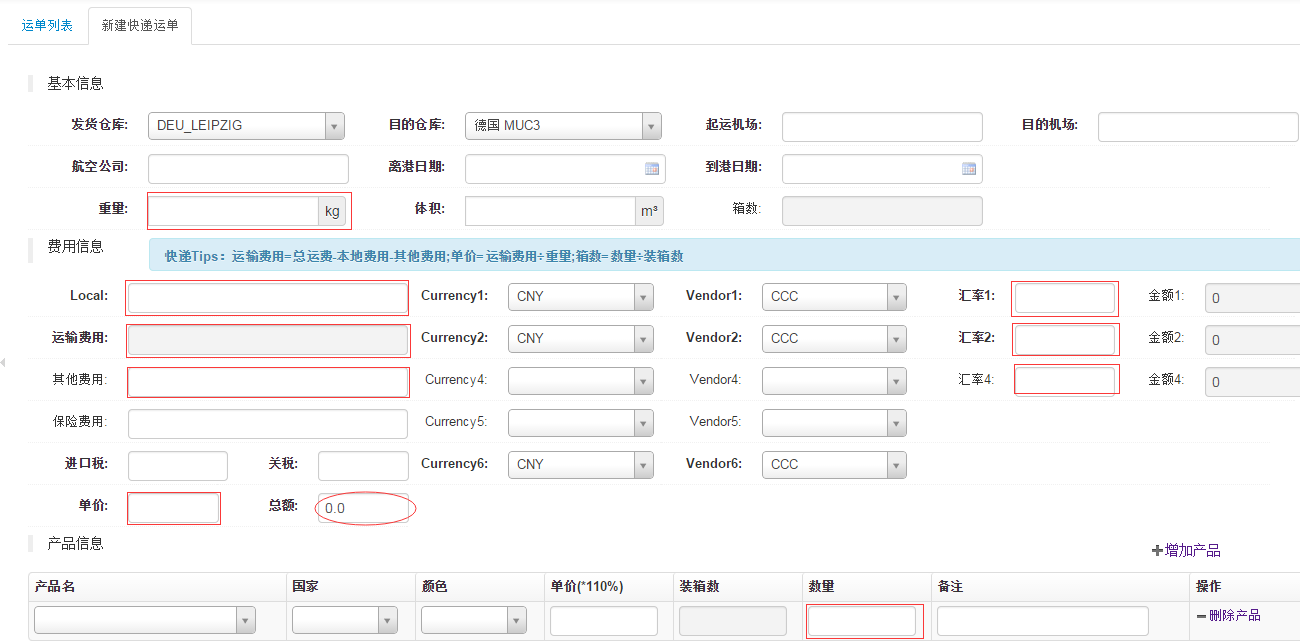 运单列表 新建快递运单
基本信息
发货仓库: DEU_LEIPZIG 目的仓库: 德国 MUC3 起运机场: 目的机场:
航空公司: 离港日期: 到港日期:
重量: kg 体积: m³ 箱数:
费用信息 快递Tips：运输费用=总运费-本地费用-其他费用;单价=运输费用÷重量;箱数=数量÷装箱数
Local: Currency1: CNY Vendor1: CCC 汇率1: 金额1: 0
运输费用: Currency2: CNY Vendor2: CCC 汇率2: 金额2: 0
其他费用: Currency4: Vendor4: 汇率4: 金额4: 0
保险费用: Currency5: Vendor5:
进口税: 关税: Currency6: CNY Vendor6: CCC
单价: 总额: 0.0
产品信息
增加产品
产品名 国家 颜色 单价(*110%) 装箱数 数量 备注 操作
删除产品